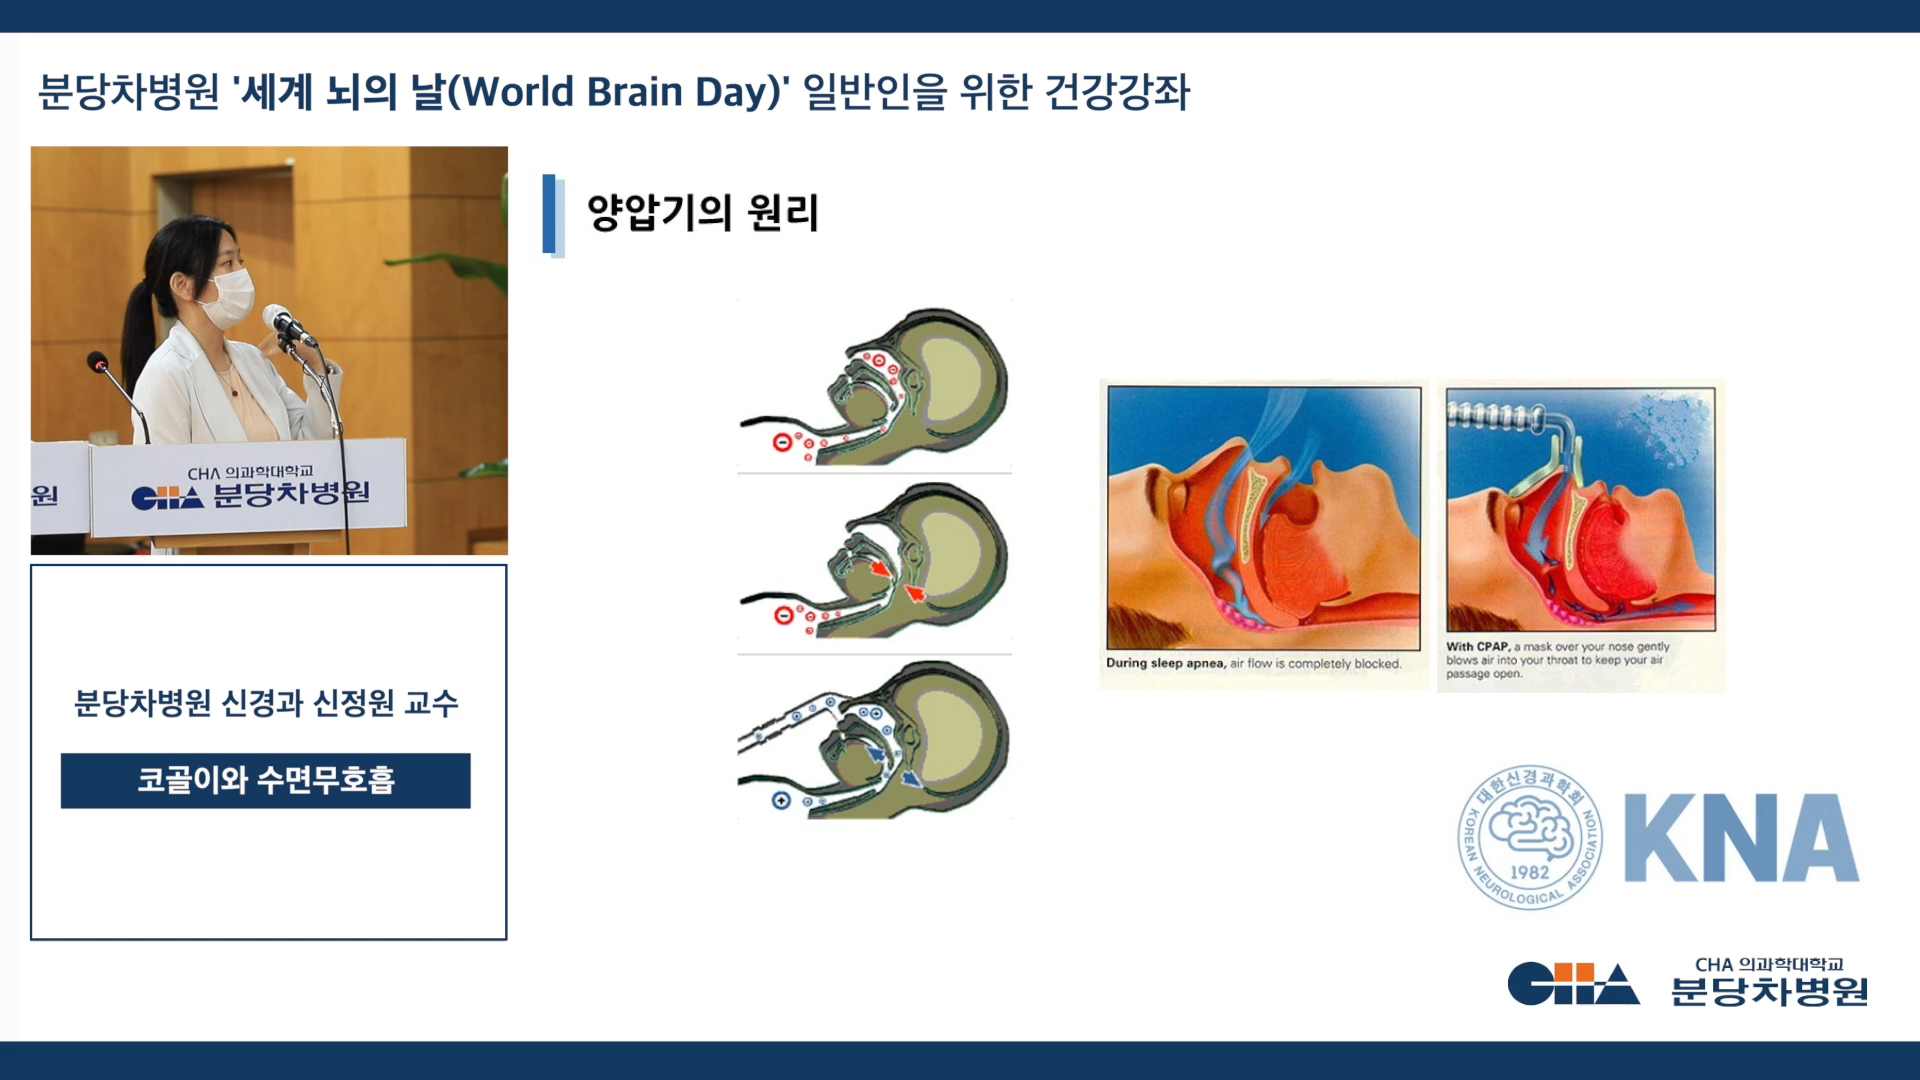 분당차병원 '세계 뇌의 날(World Brain Day)' 일반인을 위한 건강강좌
원
CHA 의과학대학교
CHA 분당차병원
분당차병원 신경과 신정원 교수
코골이와 수면무호흡
양압기의 원리
During sleep apnea, air flow is completely blocked.
With CPAP, a mask over your nose gently
blows air into your throat to keep your air
passage open.
대한신경과학회
1982
KOREAN NEUROLOGICAL ASSOCIATION
KNA
CHA
CHA 의과학대학교
분당차병원